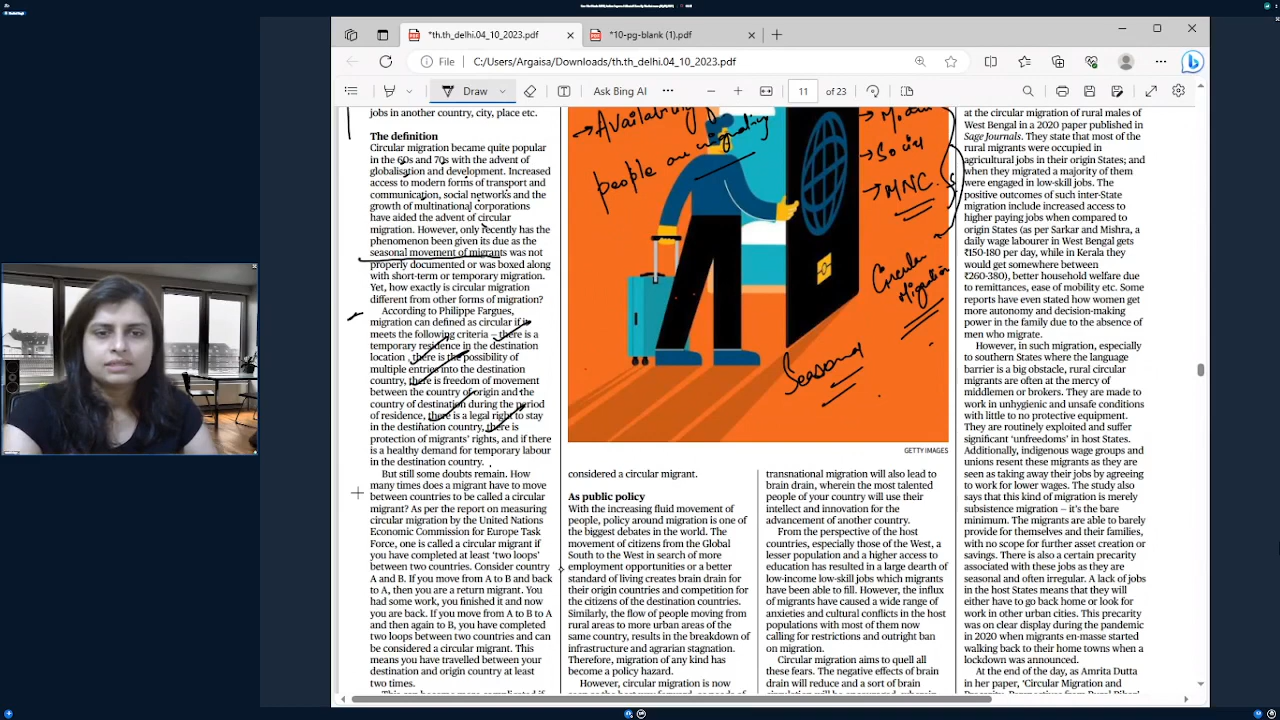 *th.th_delhi.04_10_2023.pdf
*10-pg-blank (1).pdf
File
C:/Users/Argaisa/Downloads/th.th_delhi.04_10_2023.pdf
Draw
Ask Bing AI
11 of 23
jobs in another country, city, place etc.
The definition
Circular migration became quite popular
in the 60s and 70s with the advent of
globalisation and development. Increased
access to modern forms of transport and
communication, social networks and the
growth of multinational corporations
have aided the advent of circular
migration. However, only recently has the
phenomenon been given its due as the
seasonal movement of migrants was not
properly documented or was boxed along
with short-term or temporary migration.
Yet, how exactly is circular migration
different from other forms of migration?
According to Philippe Fargues,
migration can defined as circular if it
meets the following criteria – there is a
temporary residence in the destination
location , there is the possibility of
multiple entries into the destination
country, there is freedom of movement
between the country of origin and the
country of destination during the period
of residence, there is a legal right to stay
in the destination country, there is
protection of migrants' rights, and if there
is a healthy demand for temporary labour
in the destination country.
But still some doubts remain. How
many times does a migrant have to move
between countries to be called a circular
migrant? As per the report on measuring
circular migration by the United Nations
Economic Commission for Europe Task
Force, one is called a circular migrant if
you have completed at least 'two loops'
between two countries. Consider country
A and B. If you move from A to B and back
to A, then you are a return migrant. You
had some work, you finished it and now
you are back. If you move from A to B to A
and then again to B, you have completed
two loops between two countries and can
be considered a circular migrant. This
means you have travelled between your
destination and origin country at least
two times.
Availability
people are migrating
Social
MNC.
Circular
Migration
GETTY IMAGES
considered a circular migrant.
As public policy
With the increasing fluid movement of
people, policy around migration is one of
the biggest debates in the world. The
movement of citizens from the Global
South to the West in search of more
employment opportunities or a better
standard of living creates brain drain for
their origin countries and competition for
the citizens of the destination countries.
Similarly, the flow of people moving from
rural areas to more urban areas of the
same country, results in the breakdown of
infrastructure and agrarian stagnation.
Therefore, migration of any kind has
become a policy hazard.
However, circular migration is now
transnational migration will also lead to
brain drain, wherein the most talented
people of your country will use their
intellect and innovation for the
advancement of another country.
From the perspective of the host
countries, especially those of the West, a
lesser population and a higher access to
education has resulted in a large dearth of
low-income low-skill jobs which migrants
have been able to fill. However, the influx
of migrants have caused a wide range of
anxieties and cultural conflicts in the host
populations with most of them now
calling for restrictions and outright ban
on migration.
Circular migration aims to quell all
these fears. The negative effects of brain
drain will reduce and a sort of brain
at the circular migration of rural males of
West Bengal in a 2020 paper published in
Sage Journals. They state that most of the
rural migrants were occupied in
agricultural jobs in their origin States; and
when they migrated a majority of them
were engaged in low-skill jobs. The
positive outcomes of such inter-State
migration include increased access to
higher paying jobs when compared to
origin States (as per Sarkar and Mishra, a
daily wage labourer in West Bengal gets
₹150-180 per day, while in Kerala they
would get somewhere between
₹260-380), better household welfare due
to remittances, ease of mobility etc. Some
reports have even stated how women get
more autonomy and decision-making
power in the family due to the absence of
men who migrate.
However, in such migration, especially
to southern States where the language
barrier is a big obstacle, rural circular
migrants are often at the mercy of
middlemen or brokers. They are made to
work in unhygienic and unsafe conditions
with little to no protective equipment.
They are routinely exploited and suffer
significant 'unfreedoms' in host States.
Additionally, indigenous wage groups and
unions resent these migrants as they are
seen as taking away their jobs by agreeing
to work for lower wages. The study also
says that this kind of migration is merely
subsistence migration – it's the bare
minimum. The migrants are able to barely
provide for themselves and their families,
with no scope for further asset creation or
savings. There is also a certain precarity
associated with these jobs as they are
seasonal and often irregular. A lack of jobs
in the host States means that they will
either have to go back home or look for
work in other urban cities. This precarity
was on clear display during the pandemic
in 2020 when migrants en-masse started
walking back to their home towns when a
lockdown was announced.
At the end of the day, as Amrita Dutta
in her paper, 'Circular Migration and